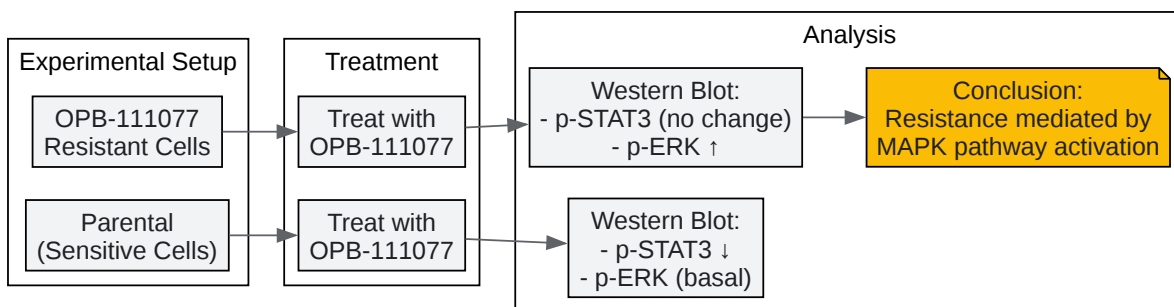 Experimental Setup
OPB-111077
Resistant Cells
Parental
(Sensitive Cells)
Treatment
Treat with
OPB-111077
Treat with
OPB-111077
Analysis
Western Blot:
- p-STAT3 (no change)
- p-ERK ↑
Conclusion:
Resistance mediated by
MAPK pathway activation
Western Blot:
- p-STAT3 ↓
- p-ERK (basal)